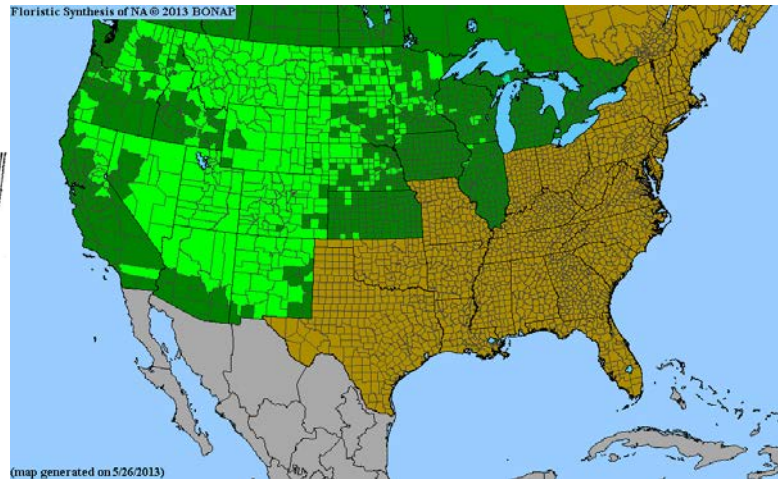 Floristic Synthesis of NA ® 2013 BONAP
(map generated on 5/26/2013)